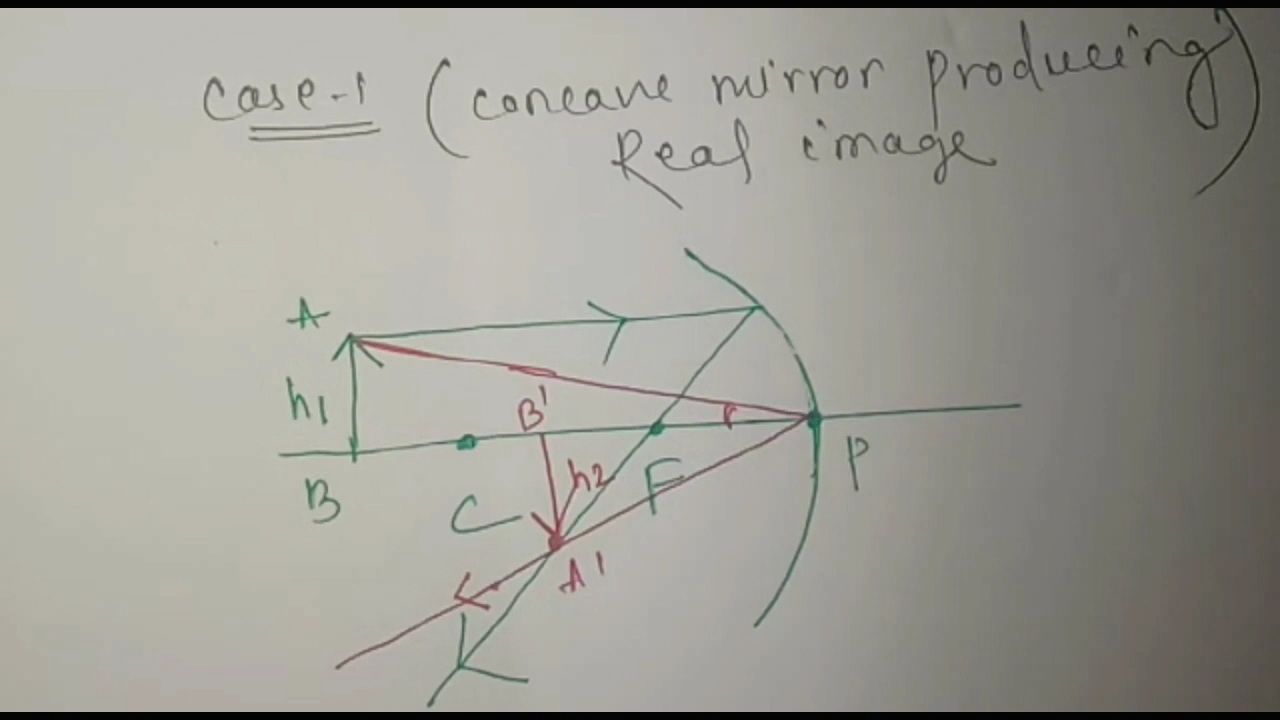 Case-1 (concave mirror producing
Real image)
A
h1
B'
B
C
h2
F
P
A'